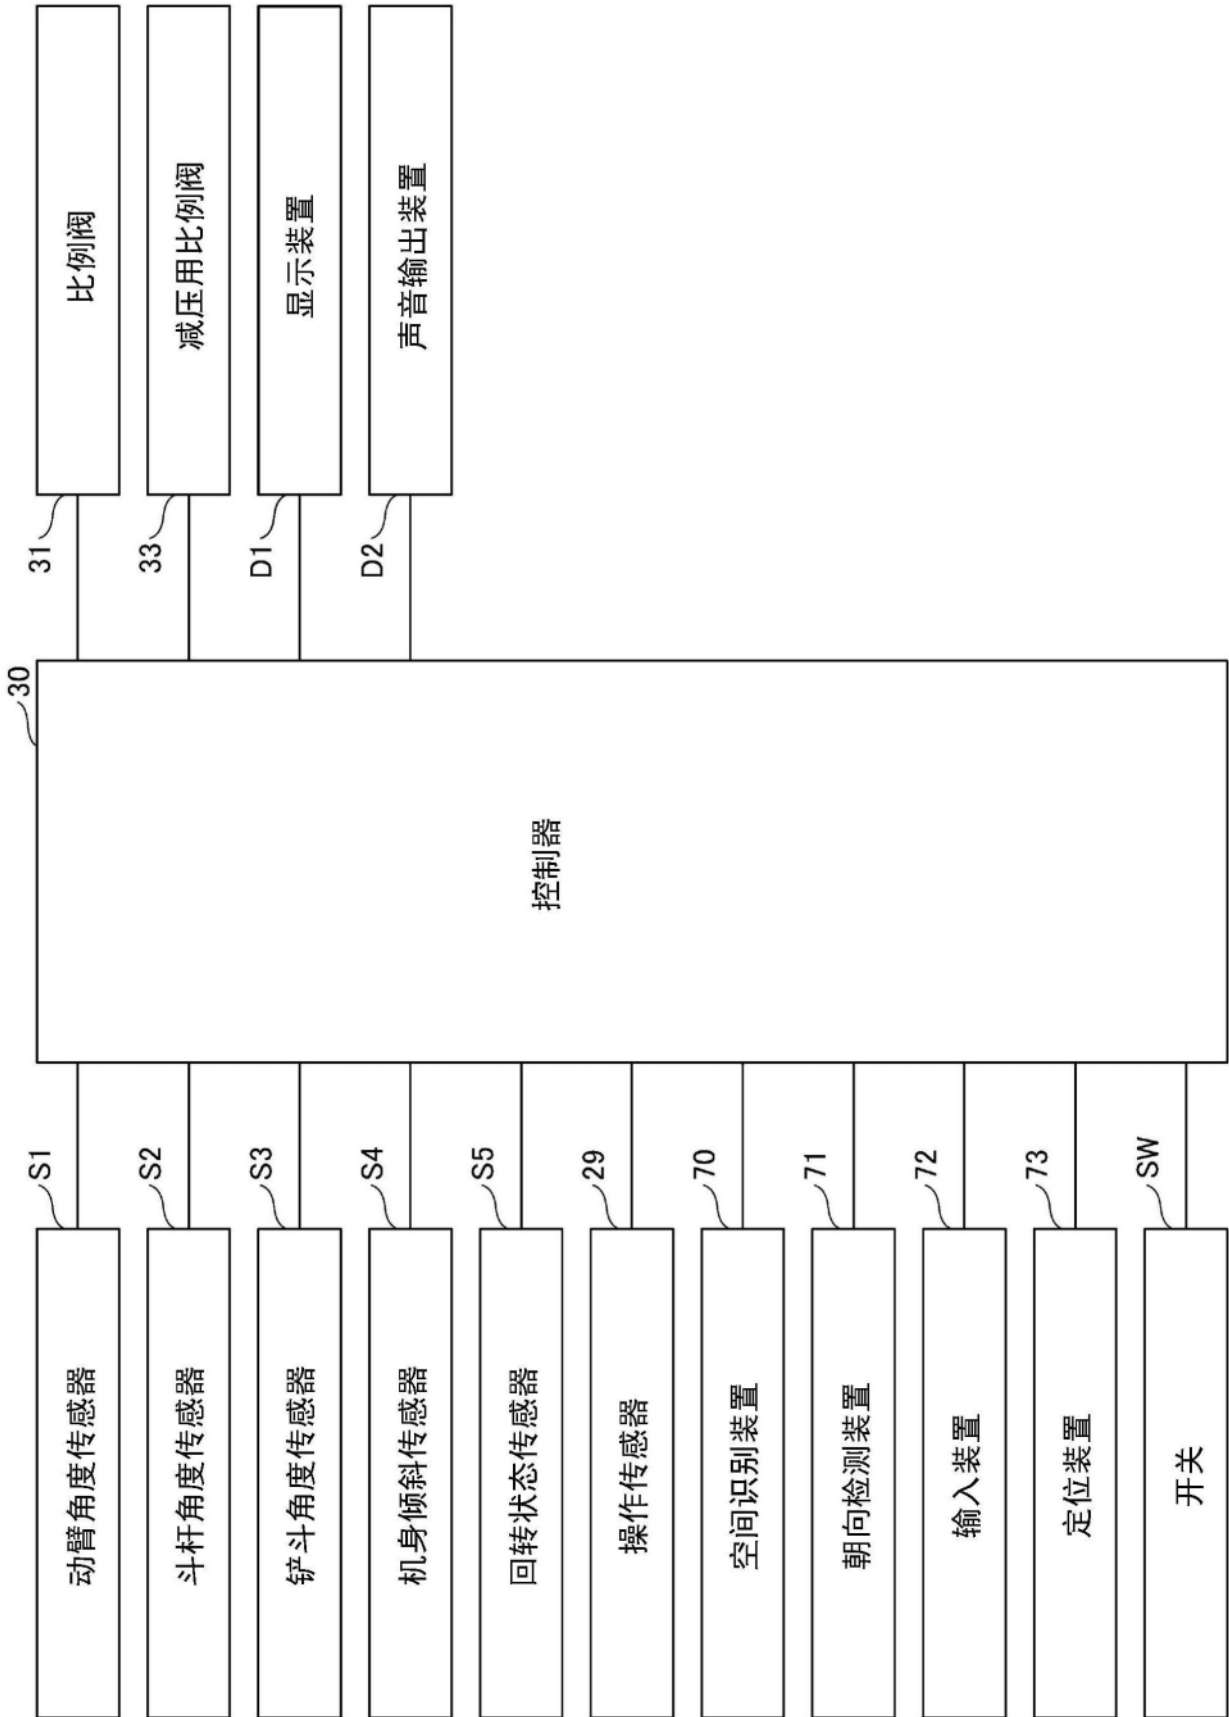 30
S1
动臂角度传感器
S2
斗杆角度传感器
S3
铲斗角度传感器
S4
机身倾斜传感器
S5
回转状态传感器
29
操作传感器
70
空间识别装置
71
朝向检测装置
72
输入装置
73
定位装置
SW
开关
控制器
31
比例阀
33
减压用比例阀
D1
显示装置
D2
声音输出装置